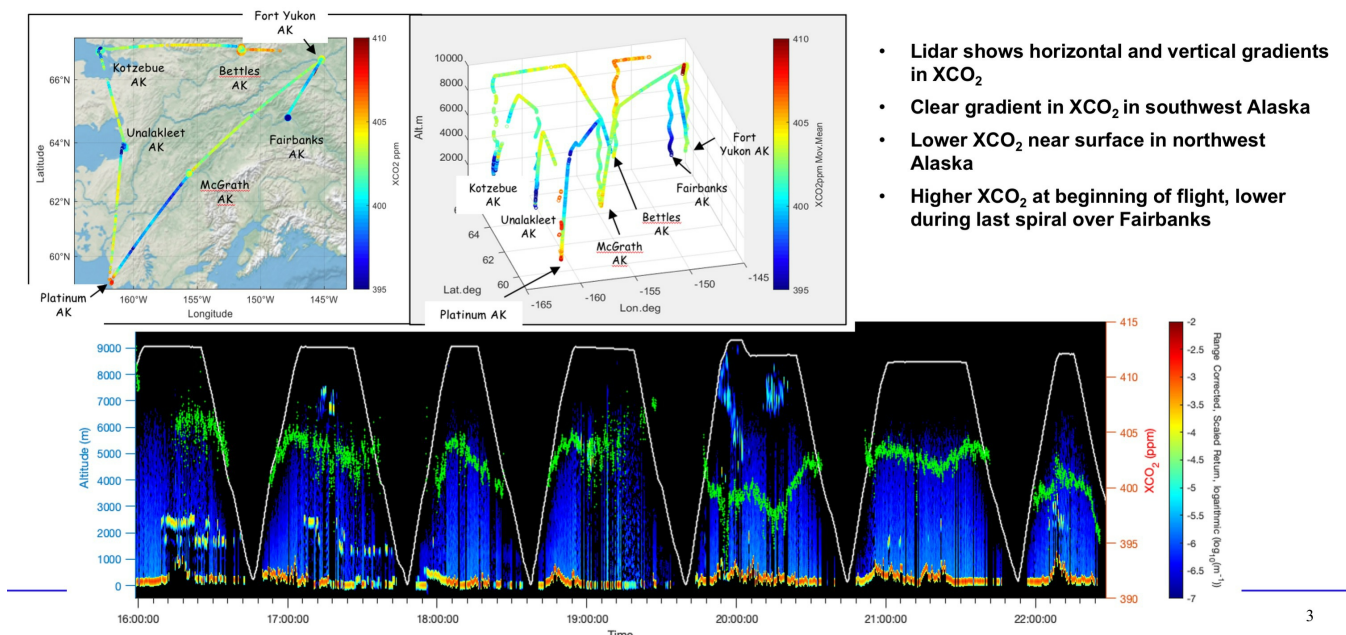 Fort Yukon
AK
Kotzebue
AK
Bettles
AK
Unalakleet
AK
Fairbanks
AK
McGrath
AK
Platinum
AK
66°N
64°N
62°N
60°N
Latitude
160°W
155°W
150°W
145°W
Longitude
410
405
400
395
XCO2 ppm
10000
8000
6000
4000
2000
Alt.m
Kotzebue
AK
Unalakleet
AK
McGrath
AK
Bettles
AK
Fairbanks
AK
Fort
Yukon AK
Platinum AK
64
62
60
Lat.deg
-165
-160
-155
-150
-145
Lon.deg
410
405
400
395
XCO2ppm Mov.Mean
• Lidar shows horizontal and vertical gradients
in XCO2
• Clear gradient in XCO2 in southwest Alaska
• Lower XCO2 near surface in northwest
Alaska
• Higher XCO2 at beginning of flight, lower
during last spiral over Fairbanks
9000
8000
7000
6000
5000
4000
3000
2000
1000
0
Altitude (m)
16:00:00
17:00:00
18:00:00
19:00:00
20:00:00
21:00:00
22:00:00
Time
415
410
405
400
395
390
XCO2 (ppm)
-2
-2.5
-3
-3.5
-4
-4.5
-5
-5.5
-6
-6.5
-7
Range Corrected, Scaled Return, logarithmic (log10(m-1))
3